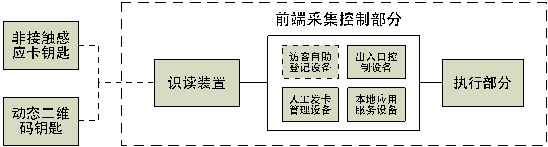 前端采集控制部分
非接触感
应卡钥匙
动态二维
码钥匙
识读装置
访客自助
登记设备
出入口控
制设备
人工发卡
管理设备
本地应用
服务设备
执行部分